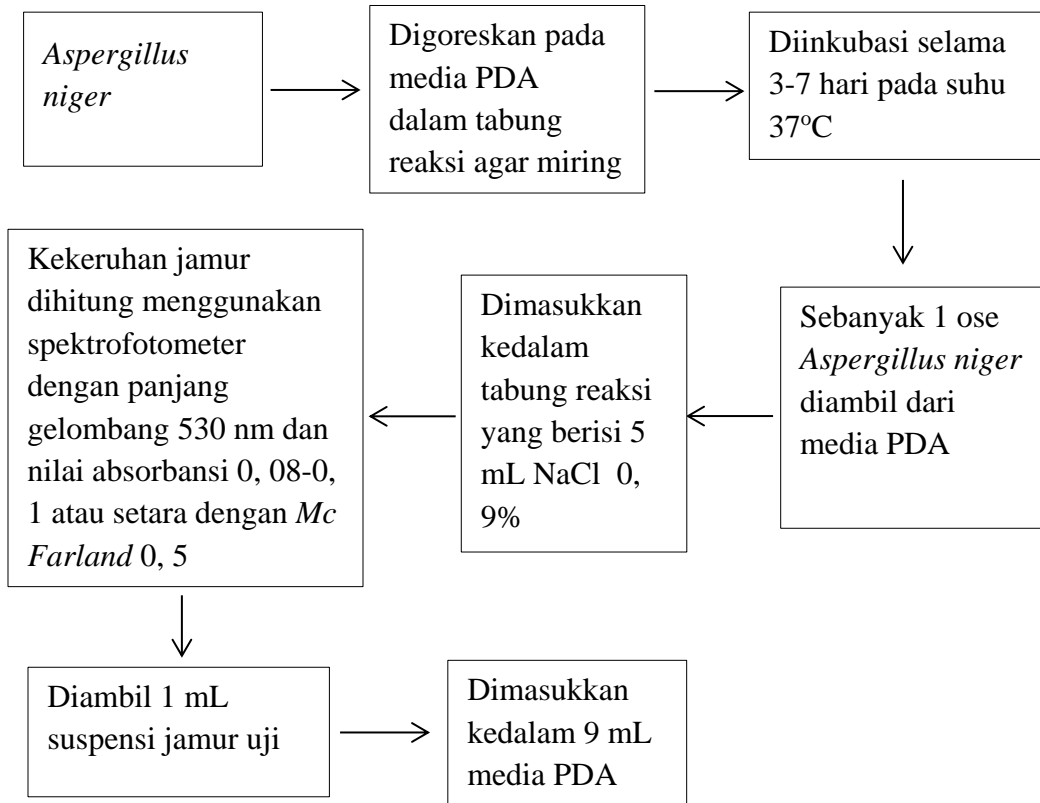 Aspergillus
niger
Digoreskan pada
media PDA
dalam tabung
reaksi agar miring
Diinkubasi selama
3-7 hari pada suhu
37°C
Sebanyak 1 ose
Aspergillus niger
diambil dari
media PDA
Dimasukkan
kedalam
tabung reaksi
yang berisi 5
mL NaCl 0,
9%
Kekeruhan jamur
dihitung menggunakan
spektrofotometer
dengan panjang
gelombang 530 nm dan
nilai absorbansi 0, 08-0,
1 atau setara dengan Mc
Farland 0, 5
Diambil 1 mL
suspensi jamur uji
Dimasukkan
kedalam 9 mL
media PDA